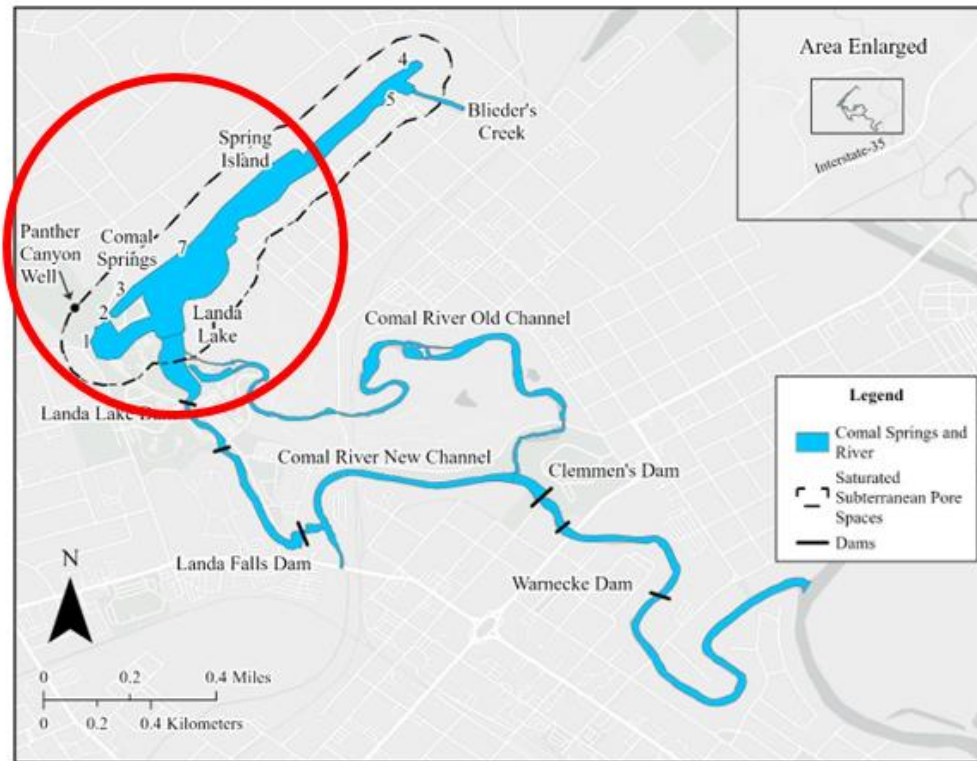 Area Enlarged
Interstate-35
4
5
Blieder's
Creek
Spring
Island
Panther
Canyon
Well
Comal
Springs
7
3
2
1
Landa
Lake
Comal River Old Channel
Landa Lake
Comal River New Channel
Clemmen's Dam
Landa Falls Dam
Warnecke Dam
Legend
Comal Springs and
River
Saturated
Subterranean Pore
Spaces
Dams
N
0 0.2 0.4 Miles
0 0.2 0.4 Kilometers